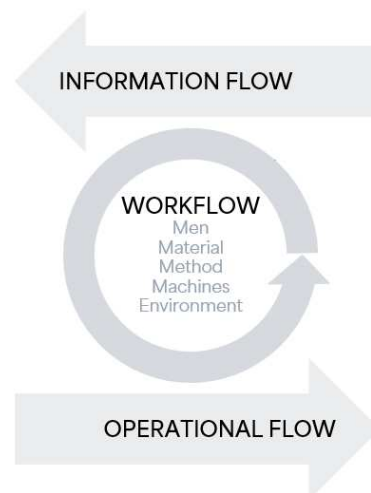 INFORMATION FLOW
WORKFLOW
Men
Material
Method
Machines
Environment
OPERATIONAL FLOW